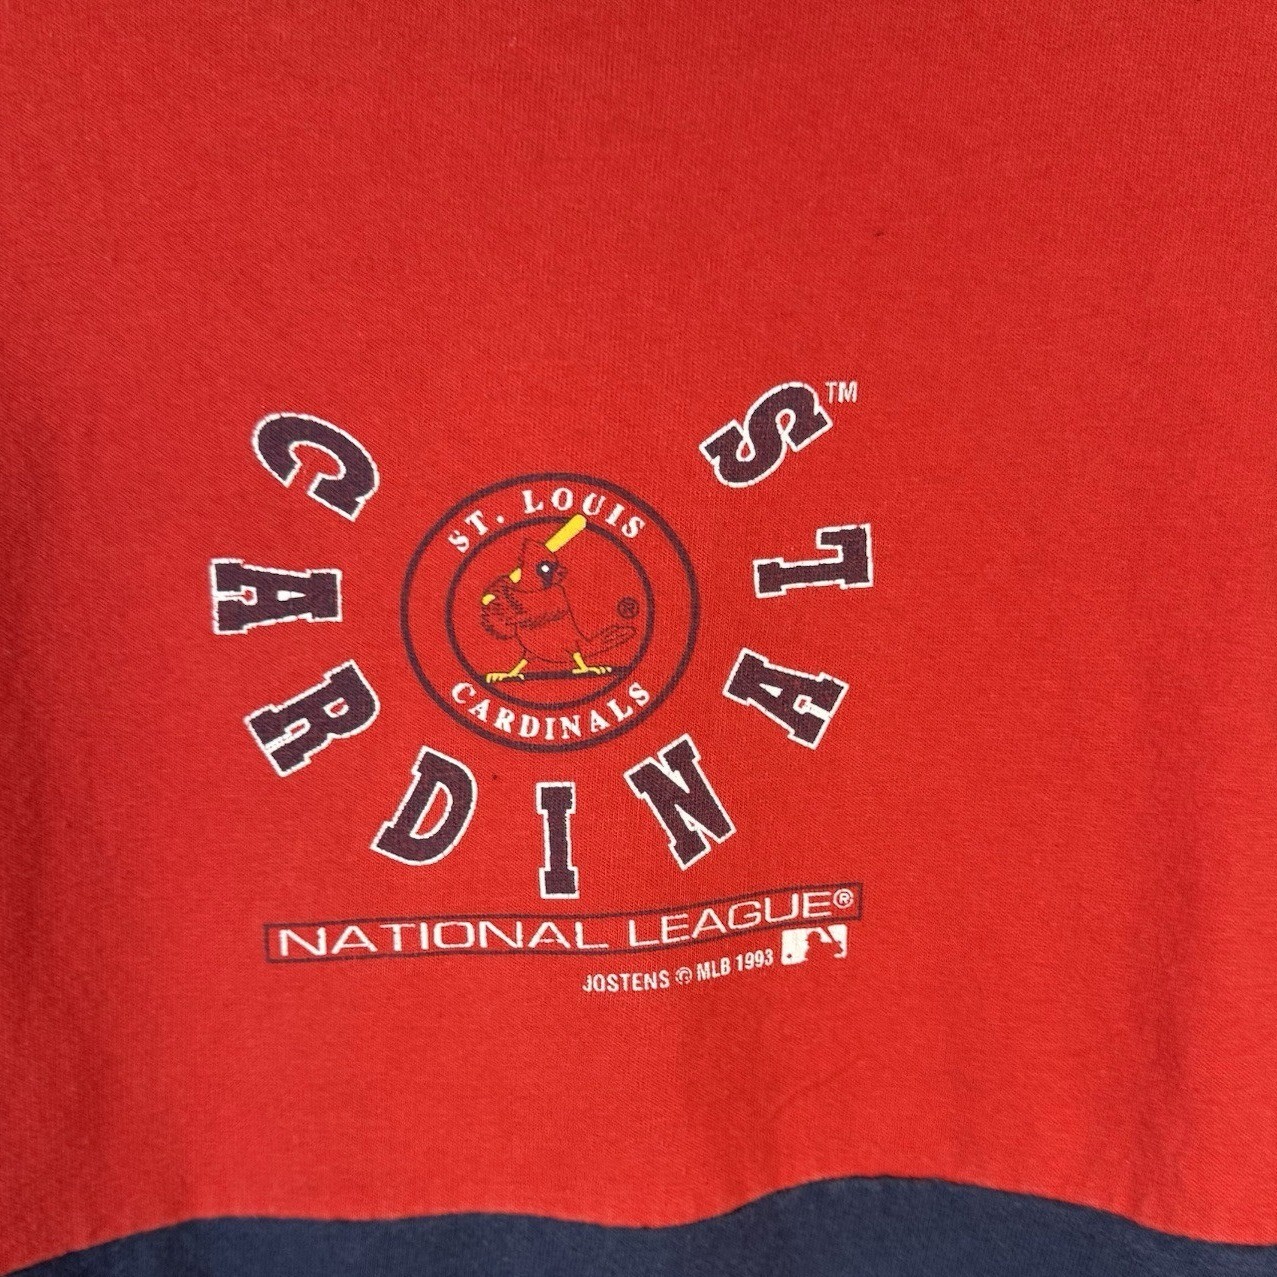 CARDINALS™
ST. LOUIS
®
CARDINALS
NATIONAL LEAGUE®
JOSTENS © MLB 1993